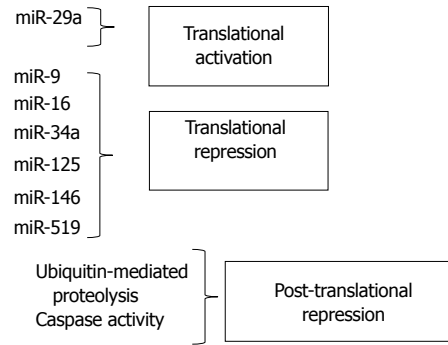 miR-29a
Translational
activation
miR-9
miR-16
miR-34a
miR-125
miR-146
miR-519
Translational
repression
Ubiquitin-mediated
proteolysis
Caspase activity
Post-translational
repression